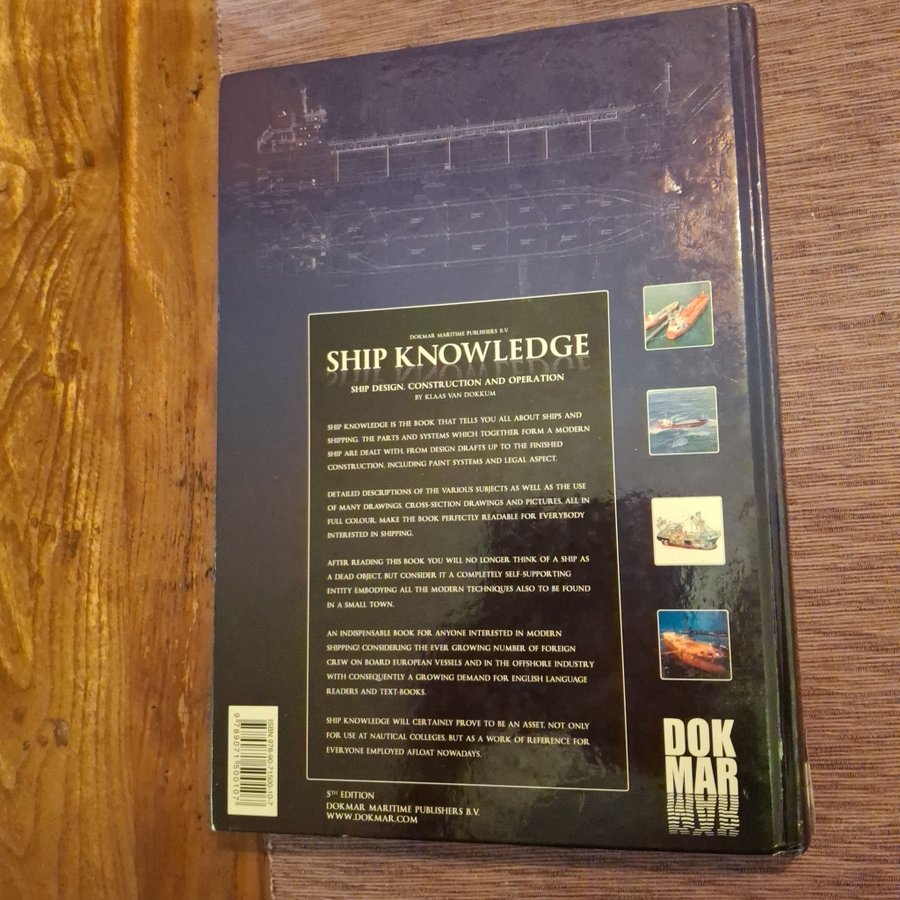 DOKMAR MARITIME PUBLISHERS B.V.
SHIP KNOWLEDGE
SHIP DESIGN, CONSTRUCTION AND OPERATION
BY KLAAS VAN DOKKUM
SHIP KNOWLEDGE IS THE BOOK THAT TELLS YOU ALL ABOUT SHIPS AND
SHIPPING. THE PARTS AND SYSTEMS WHICH TOGETHER FORM A MODERN
SHIP ARE DEALT WITH, FROM DESIGN DRAFTS UP TO THE FINISHED
CONSTRUCTION, INCLUDING PAINT SYSTEMS AND LEGAL ASPECT.
DETAILED DESCRIPTIONS OF THE VARIOUS SUBJECTS AS WELL AS THE USE
OF MANY DRAWINGS, CROSS-SECTION DRAWINGS AND PICTURES, ALL IN
FULL COLOUR, MAKE THE BOOK PERFECTLY READABLE FOR EVERYBODY
INTERESTED IN SHIPPING.
AFTER READING THIS BOOK YOU WILL NO LONGER THINK OF A SHIP AS
A DEAD OBJECT, BUT CONSIDER IT A COMPLETELY SELF-SUPPORTING
ENTITY EMBODYING ALL THE MODERN TECHNIQUES ALSO TO BE FOUND
IN A SMALL TOWN.
AN INDISPENSABLE BOOK FOR ANYONE INTERESTED IN MODERN
SHIPPING! CONSIDERING THE EVER GROWING NUMBER OF FOREIGN
CREW ON BOARD EUROPEAN VESSELS AND IN THE OFFSHORE INDUSTRY
WITH CONSEQUENTLY A GROWING DEMAND FOR ENGLISH LANGUAGE
READERS AND TEXT-BOOKS.
SHIP KNOWLEDGE WILL CERTAINLY PROVE TO BE AN ASSET, NOT ONLY
FOR USE AT NAUTICAL COLLEGES, BUT AS A WORK OF REFERENCE FOR
EVERYONE EMPLOYED AFLOAT NOWADAYS.
5TH EDITION
DOKMAR MARITIME PUBLISHERS B.V.
WWW.DOKMAR.COM
ISBN 978-90-71500-10-7
9 789071 500107
DOK
MAR